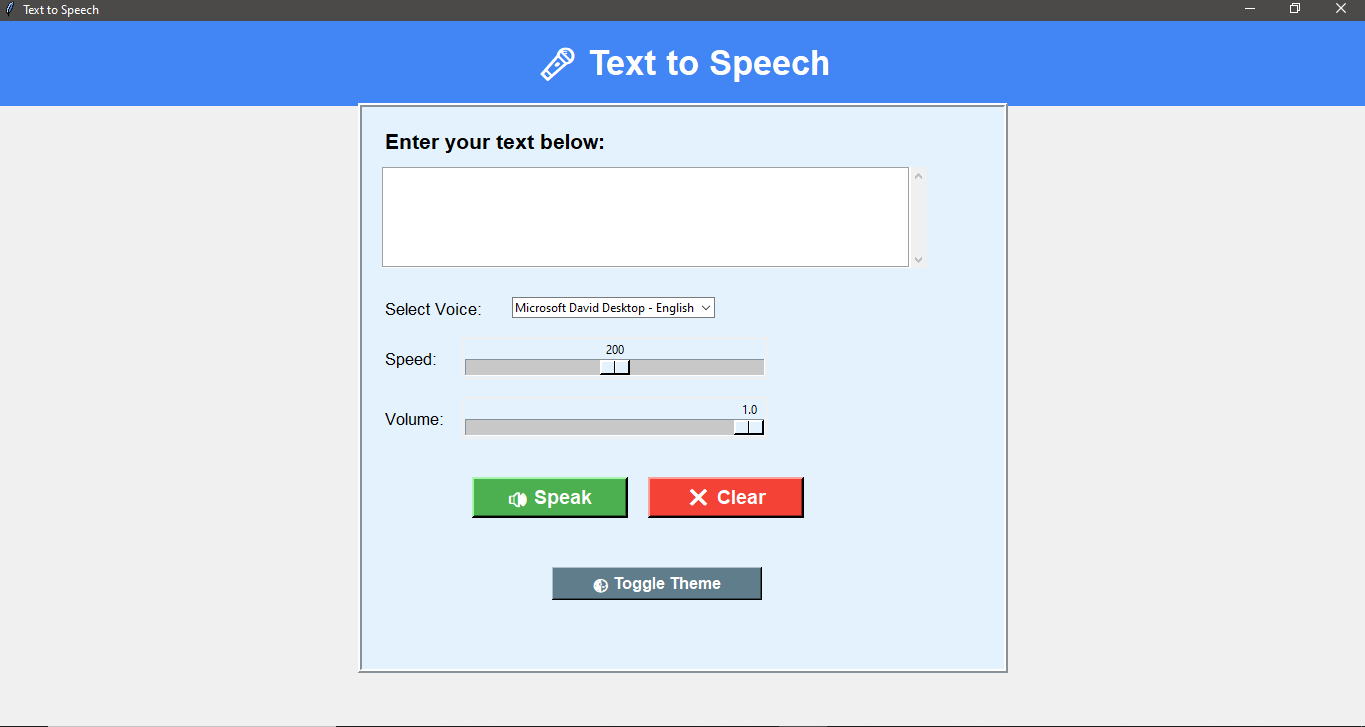 Text to Speech
Text to Speech
Enter your text below:
Select Voice: Microsoft David Desktop - English
200
Speed:
1.0
Volume:
Speak Clear
Toggle Theme